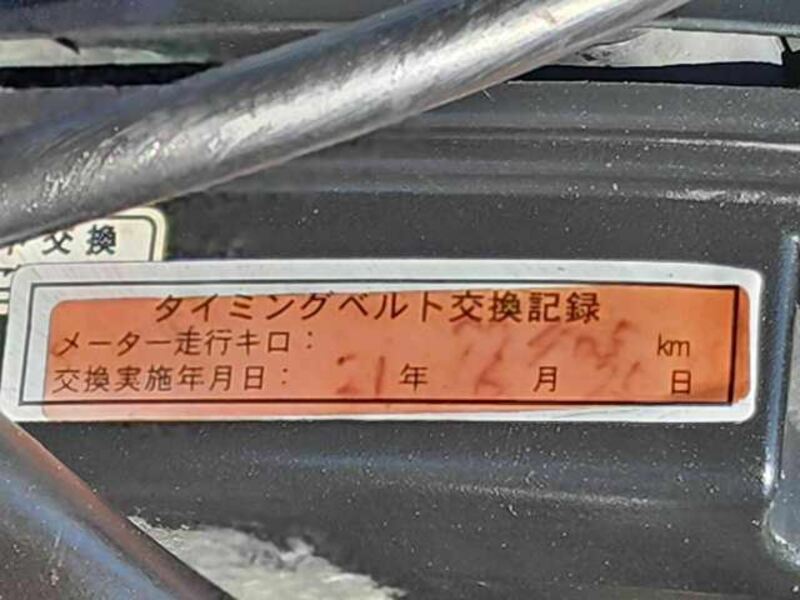 交換
タイミングベルト交換記録
メーター走行キロ： km
交換実施年月日： 21 年 月 日